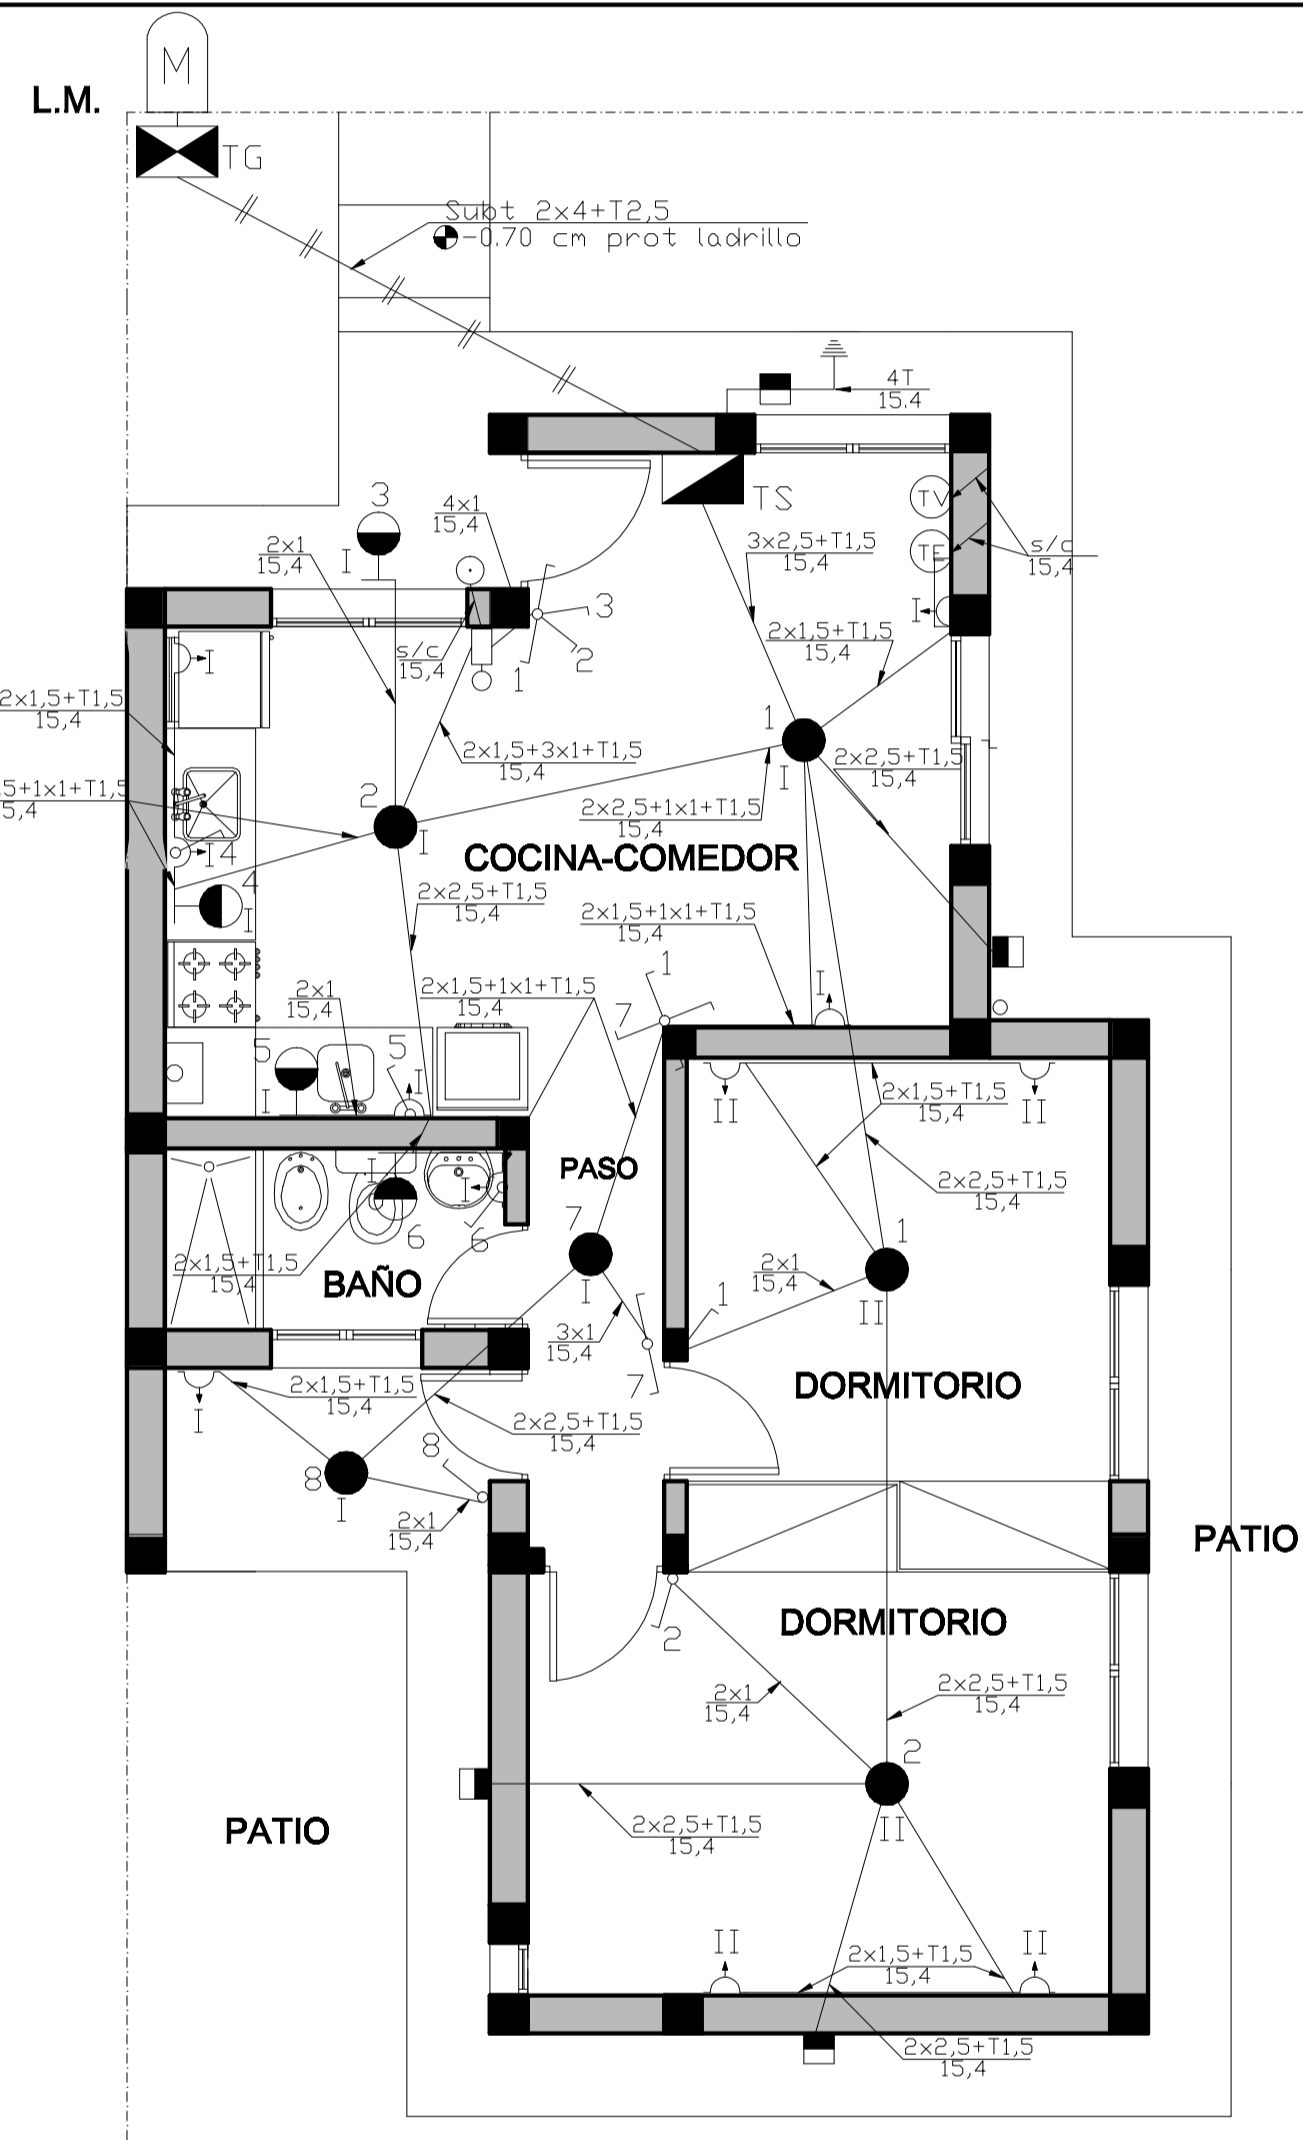 M
L.M.
TG
Subt 2x4+T2,5
-0.70 cm prot ladrillo
4T
15.4
TS
TV
TE
s/c
15,4
3
I
2x1
15,4
4x1
15,4
3x2,5+T1,5
15,4
3
2
1
I
2x1,5+T1,5
15,4
s/c
15,4
I
2x1,5+T1,5
15,4
1
I
2x1,5+3x1+T1,5
15,4
2x2,5+T1,5
15,4
,5+1x1+T1,5
5,4
2
I
2x2,5+1x1+T1,5
15,4
I4
COCINA-COMEDOR
4
I
2x2,5+T1,5
15,4
2x1,5+1x1+T1,5
15,4
2x1
15,4
2x1,5+1x1+T1,5
15,4
1
7
I
5
I
5
I
II
2x1,5+T1,5
15,4
II
PASO
I
6
I
6
2x2,5+T1,5
15,4
7
I
1
II
2x1,5+T1,5
15,4
BAÑO
2x1
15,4
1
3x1
15,4
7
DORMITORIO
I
2x1,5+T1,5
15,4
2x2,5+T1,5
15,4
8
8
I
2x1
15,4
PATIO
DORMITORIO
2
2x1
15,4
2x2,5+T1,5
15,4
2
II
PATIO
2x2,5+T1,5
15,4
II
2x1,5+T1,5
15,4
II
2x2,5+T1,5
15,4